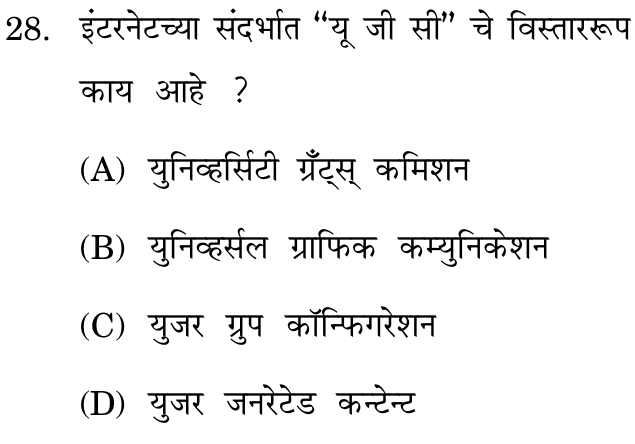 28. इंटरनेटच्या संदर्भात “यू जी सी” चे विस्ताररूप
काय आहे ?
(A) युनिव्हर्सिटी ग्रँट्स् कमिशन
(B) युनिव्हर्सल ग्राफिक कम्युनिकेशन
(C) युजर ग्रुप कॉन्फिगरेशन
(D) युजर जनरेटेड कन्टेन्ट